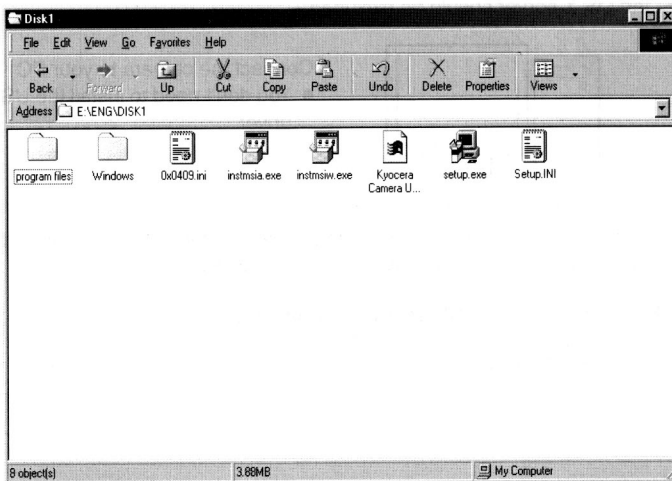 Disk1
File Edit View Go Favorites Help
Back Forward Up Cut Copy Paste Undo Delete Properties Views
Address E:\ENG\DISK1
program files Windows 0x0409.ini instmsia.exe instmsiw.exe Kyocera Camera U... setup.exe Setup.INI
8 object(s) 3.88MB My Computer